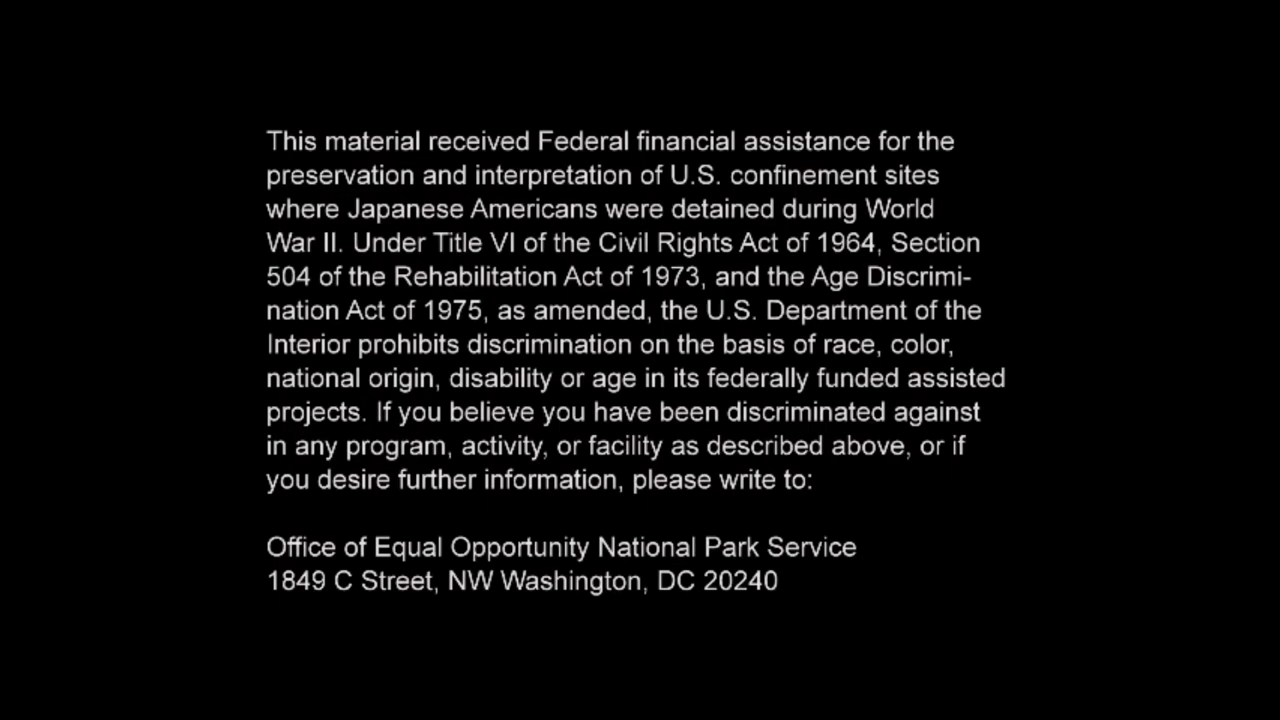 This material received Federal financial assistance for the
preservation and interpretation of U.S. confinement sites
where Japanese Americans were detained during World
War II. Under Title VI of the Civil Rights Act of 1964, Section
504 of the Rehabilitation Act of 1973, and the Age Discrimi-
nation Act of 1975, as amended, the U.S. Department of the
Interior prohibits discrimination on the basis of race, color,
national origin, disability or age in its federally funded assisted
projects. If you believe you have been discriminated against
in any program, activity, or facility as described above, or if
you desire further information, please write to:
Office of Equal Opportunity National Park Service
1849 C Street, NW Washington, DC 20240